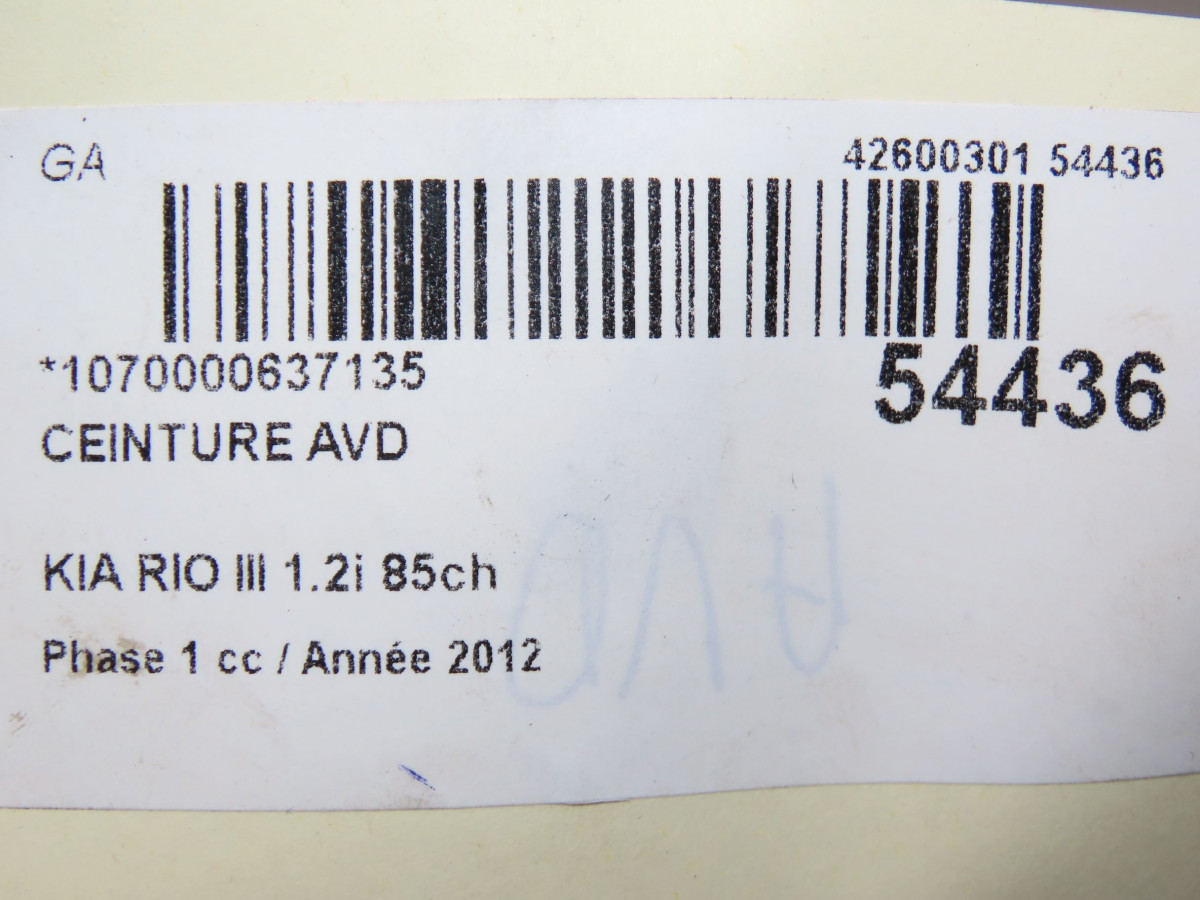 GA
42600301 54436
*1070000637135
54436
CEINTURE AVD
KIA RIO III 1.2i 85ch
Phase 1 cc / Année 2012
AVD